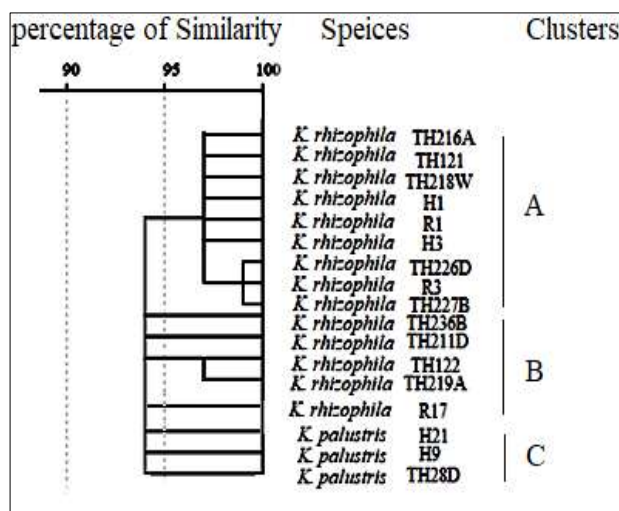 percentage of Similarity Speices Clusters
90 95 100
K. rhizophila TH216A
K. rhizophila TH121
K. rhizophila TH218W
K. rhizophila H1
A
K. rhizophila R1
K. rhizophila H3
K. rhizophila TH226D
K. rhizophila R3
K. rhizophila TH227B
K. rhizophila TH236B
K. rhizophila TH211D
K. rhizophila TH122
B
K. rhizophila TH219A
K. rhizophila R17
K. palustris H21
K. palustris H9
C
K. palustris TH28D